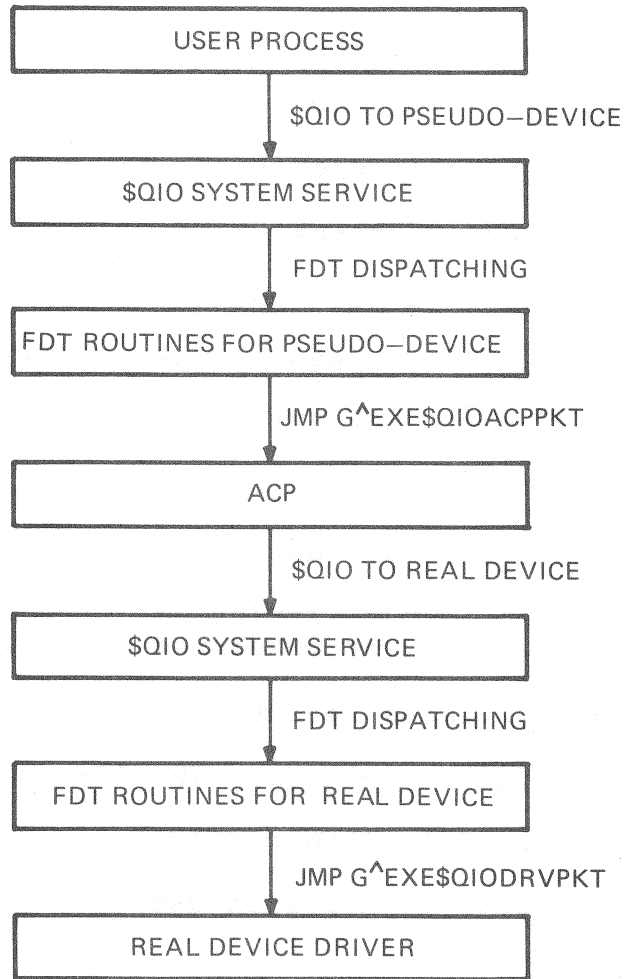 USER PROCESS
$QIO TO PSEUDO–DEVICE
$QIO SYSTEM SERVICE
FDT DISPATCHING
FDT ROUTINES FOR PSEUDO–DEVICE
JMP G^EXE$QIOACPPKT
ACP
$QIO TO REAL DEVICE
$QIO SYSTEM SERVICE
FDT DISPATCHING
FDT ROUTINES FOR REAL DEVICE
JMP G^EXE$QIODRVPKT
REAL DEVICE DRIVER